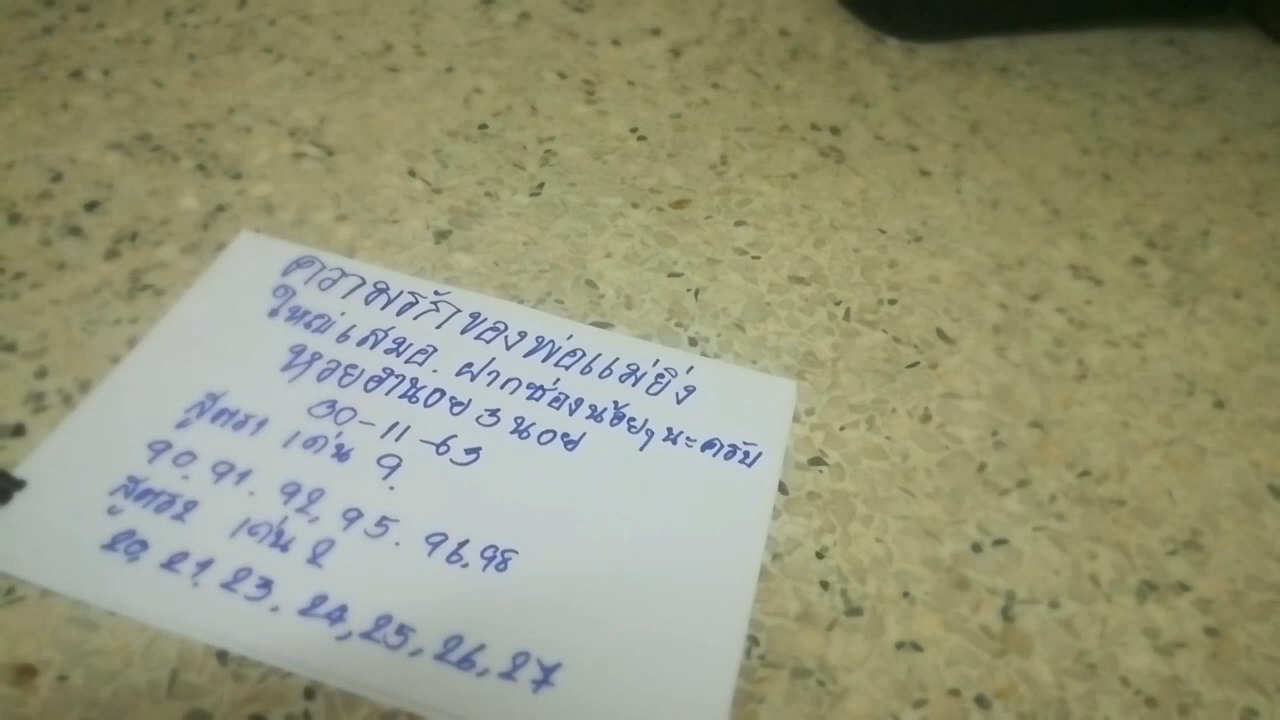 ความรักของพ่อแม่ยิ่ง
ใหญ่เสมอ. ฝากช่องน้อยๆนะครับ
หวยฮานอย 3 นอย
30-11-63
สูตร1 เด่น 9.
90. 91. 92, 95. 96, 98
สูตร2 เด่น 2
20, 21, 23, 24, 25, 26, 27